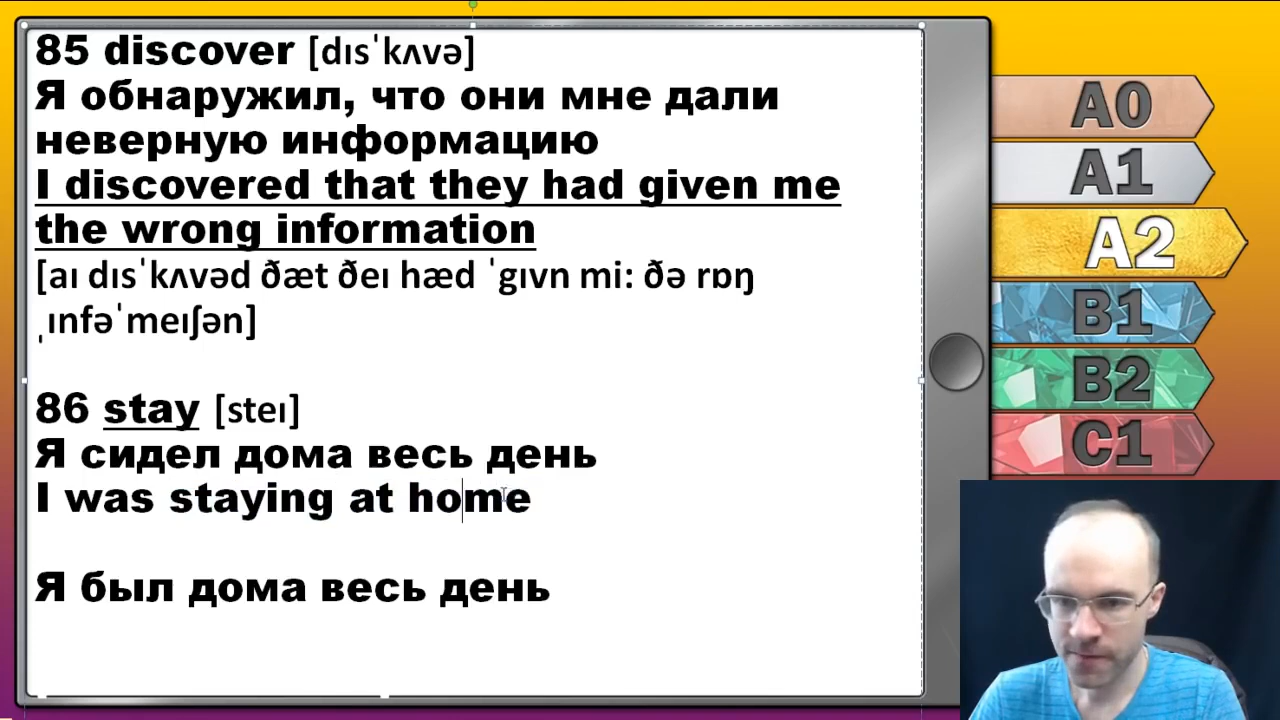 85 discover [dɪsˈkʌvə]
Я обнаружил, что они мне дали
неверную информацию
I discovered that they had given me
the wrong information
[aɪ dɪsˈkʌvəd ðæt ðeɪ hæd ˈgɪvn mi: ðə rɒŋ
ˌɪnfəˈmeɪʃən]
86 stay [steɪ]
Я сидел дома весь день
I was staying at home
Я был дома весь день
A0
A1
A2
B1
B2
C1